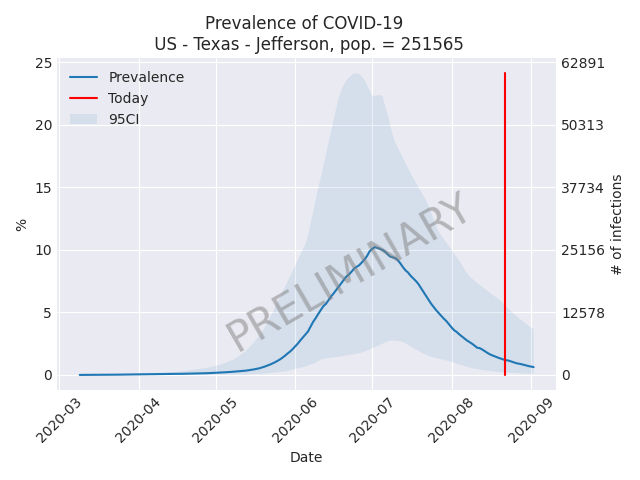 Prevalence of COVID-19
US - Texas - Jefferson, pop. = 251565
Prevalence
Today
95CI
25
20
15
10
5
0
%
62891
50313
37734
25156
12578
0
# of infections
PRELIMINARY
2020-03
2020-04
2020-05
2020-06
2020-07
2020-08
2020-09
Date